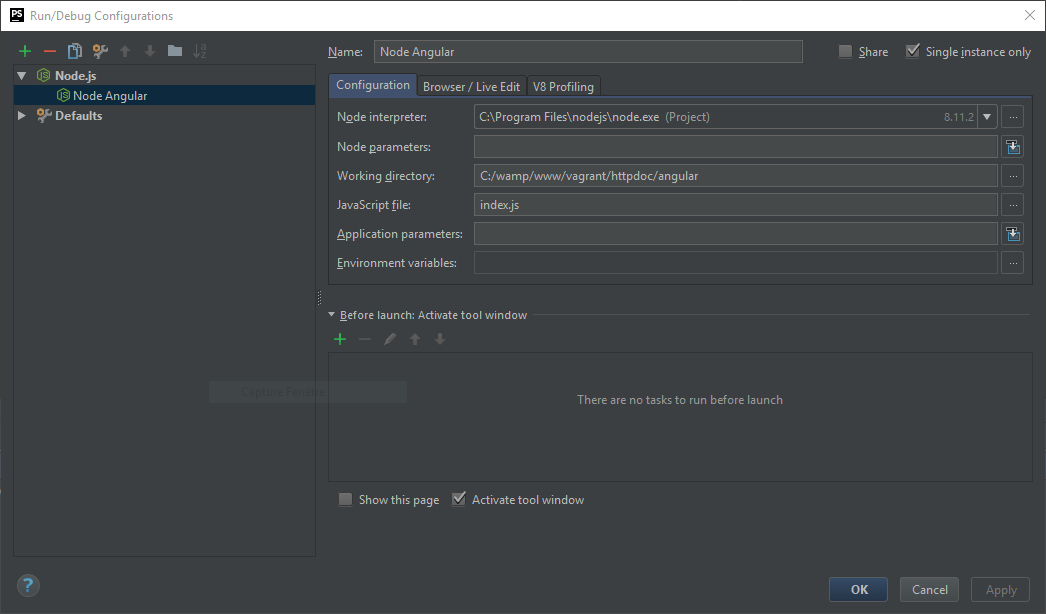 PS Run/Debug Configurations
Name: Node Angular Share Single instance only
Node.js
Node Angular
Defaults
Configuration Browser / Live Edit V8 Profiling
Node interpreter: C:\Program Files\nodejs\node.exe (Project) 8.11.2 ...
Node parameters:
Working directory: C:/wamp/www/vagrant/httpdoc/angular ...
JavaScript file: index.js ...
Application parameters:
Environment variables: ...
Before launch: Activate tool window
There are no tasks to run before launch
Show this page Activate tool window
? OK Cancel Apply